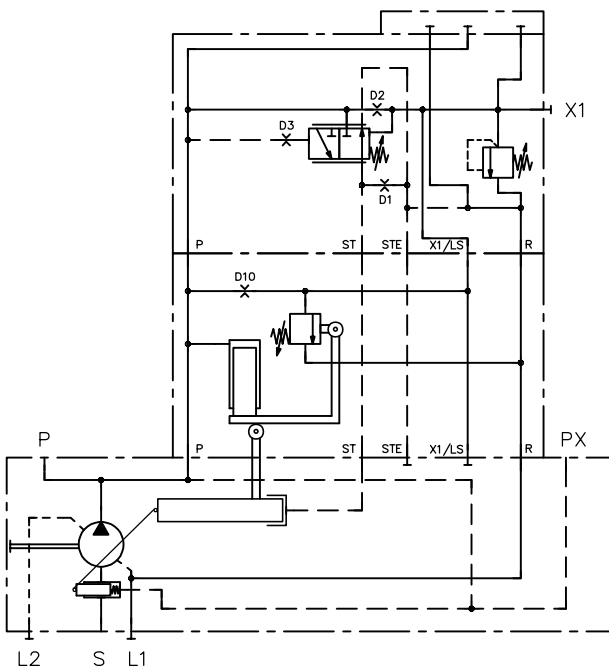 D2
X1
D3
D1
P ST STE X1/LS R
D10
P P ST STE X1/LS R PX
L2 S L1